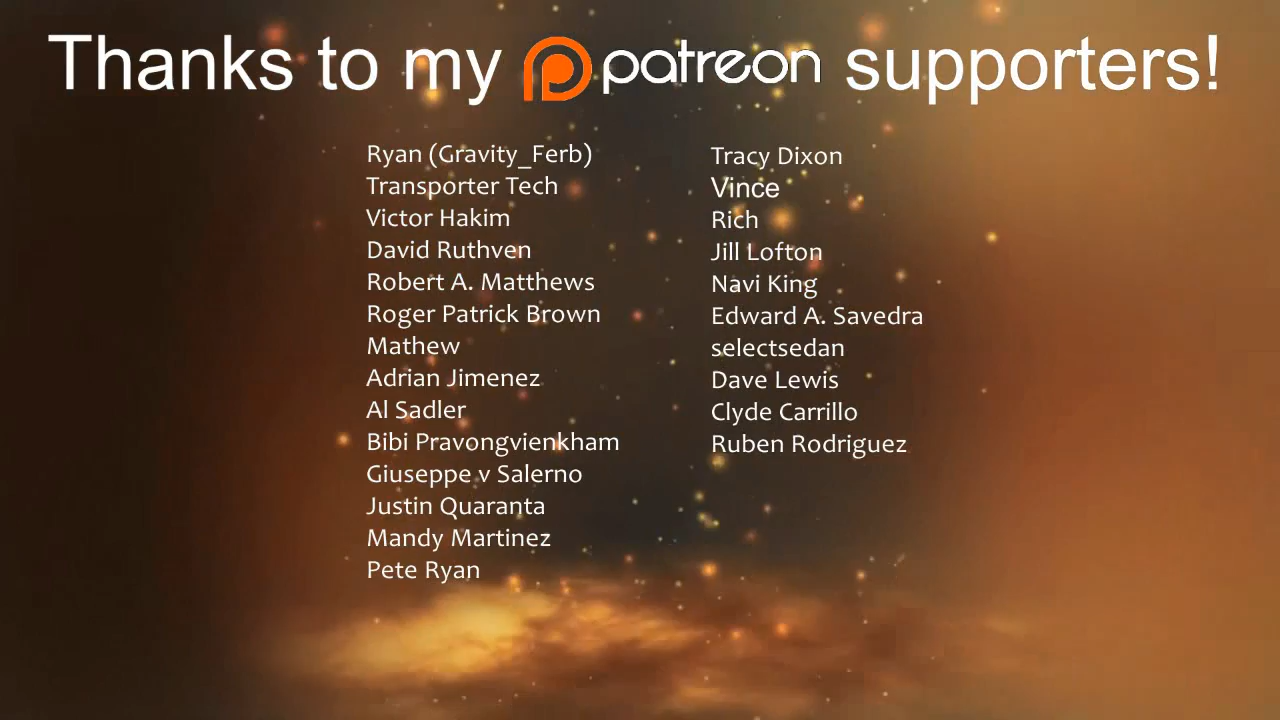 Thanks to my patreon supporters!
Ryan (Gravity_Ferb)
Transporter Tech
Victor Hakim
David Ruthven
Robert A. Matthews
Roger Patrick Brown
Mathew
Adrian Jimenez
Al Sadler
Bibi Pravongvienkham
Giuseppe v Salerno
Justin Quaranta
Mandy Martinez
Pete Ryan
Tracy Dixon
Vince
Rich
Jill Lofton
Navi King
Edward A. Savedra
selectsedan
Dave Lewis
Clyde Carrillo
Ruben Rodriguez